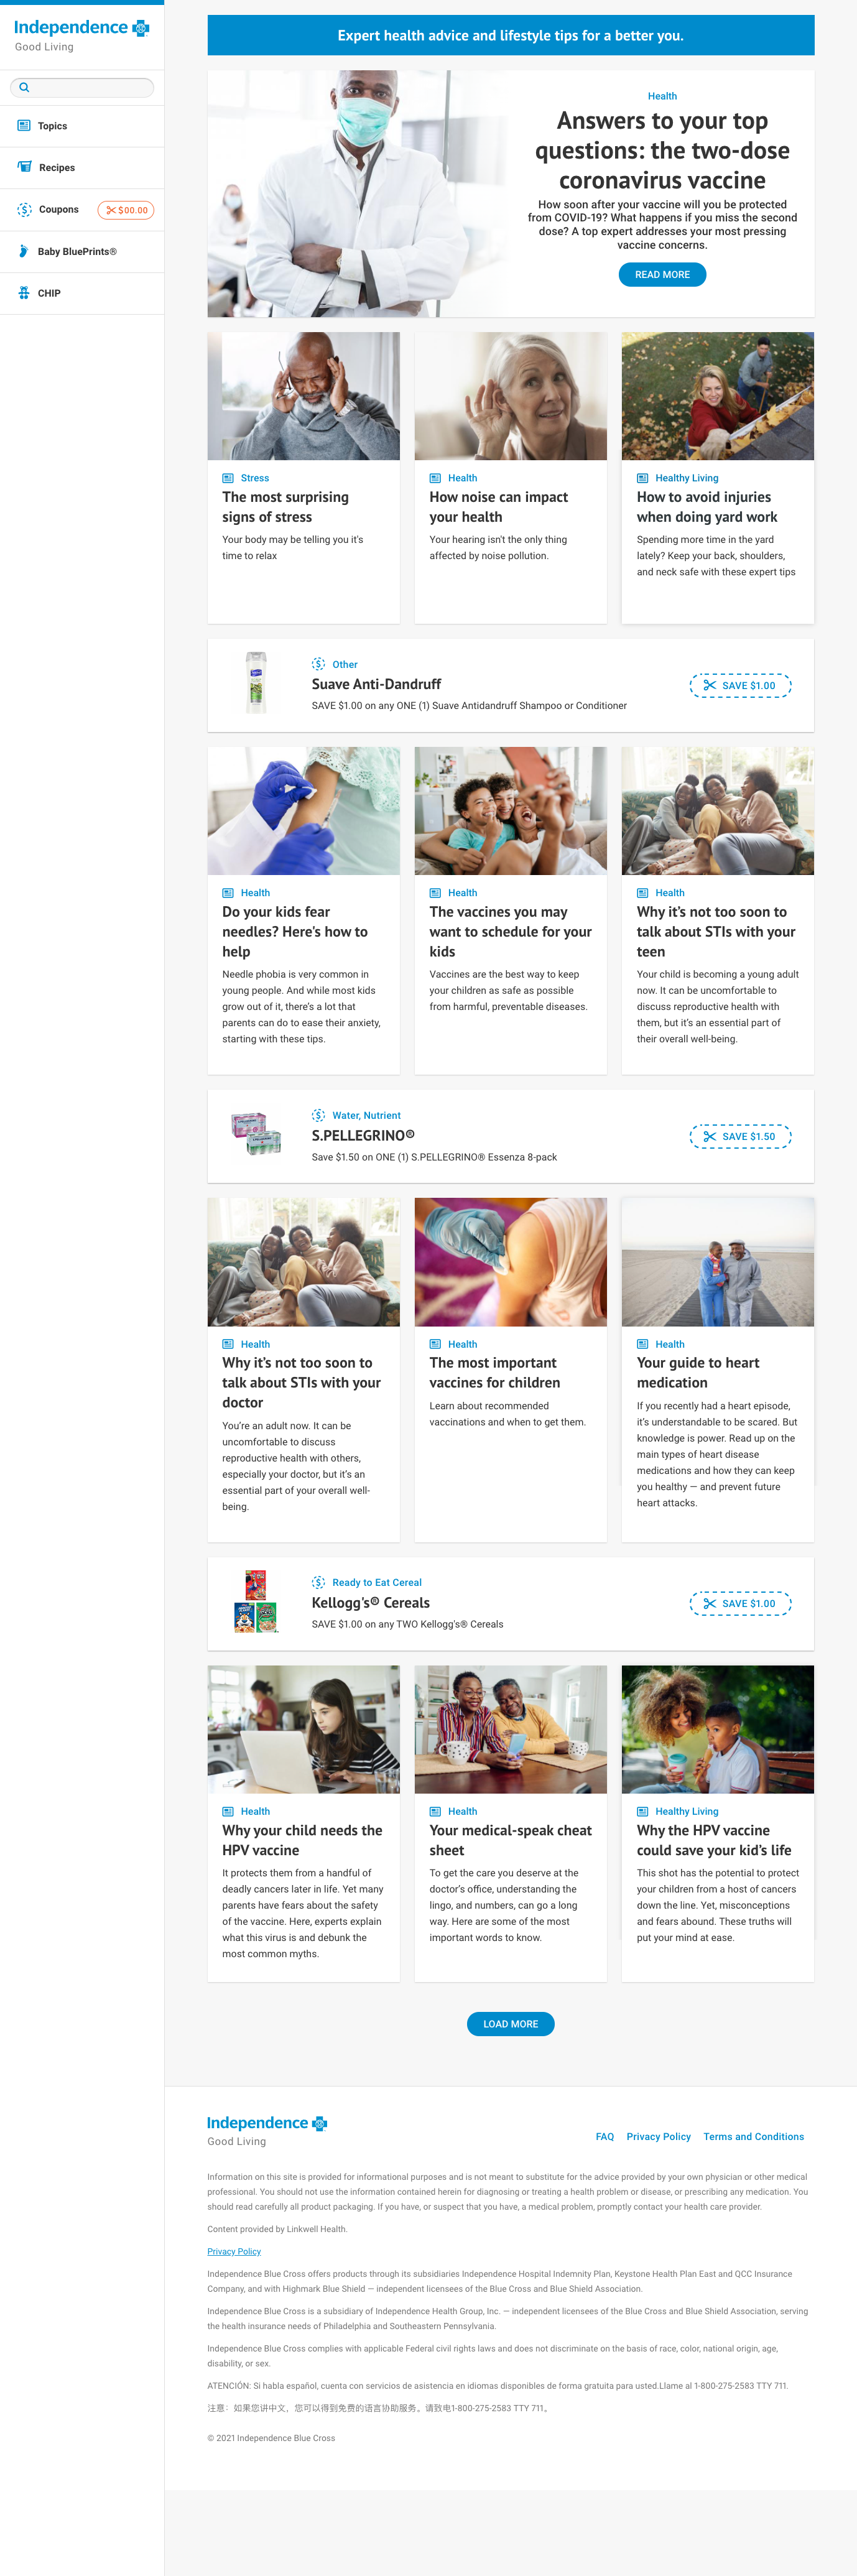 Independence
Good Living
Topics
Recipes
Coupons
$00.00
Baby BluePrints®
CHIP
Expert health advice and lifestyle tips for a better you.
Health
Answers to your top
questions: the two-dose
coronavirus vaccine
How soon after your vaccine will you be protected
from COVID-19? What happens if you miss the second
dose? A top expert addresses your most pressing
vaccine concerns.
READ MORE
Stress
The most surprising
signs of stress
Your body may be telling you it's
time to relax
Health
How noise can impact
your health
Your hearing isn't the only thing
affected by noise pollution.
Healthy Living
How to avoid injuries
when doing yard work
Spending more time in the yard
lately? Keep your back, shoulders,
and neck safe with these expert tips
Other
Suave Anti-Dandruff
SAVE $1.00 on any ONE (1) Suave Antidandruff Shampoo or Conditioner
SAVE $1.00
Health
Do your kids fear
needles? Here's how to
help
Needle phobia is very common in
young people. And while most kids
grow out of it, there's a lot that
parents can do to ease their anxiety,
starting with these tips.
Health
The vaccines you may
want to schedule for your
kids
Vaccines are the best way to keep
your children as safe as possible
from harmful, preventable diseases.
Health
Why it's not too soon to
talk about STIs with your
teen
Your child is becoming a young adult
now. It can be uncomfortable to
discuss reproductive health with
them, but it's an essential part of
their overall well-being.
Water, Nutrient
S.PELLEGRINO®
Save $1.50 on ONE (1) S.PELLEGRINO® Essenza 8-pack
SAVE $1.50
Health
Why it's not too soon to
talk about STIs with your
doctor
You're an adult now. It can be
uncomfortable to discuss
reproductive health with others,
especially your doctor, but it's an
essential part of your overall well-
being.
Health
The most important
vaccines for children
Learn about recommended
vaccinations and when to get them.
Health
Your guide to heart
medication
If you recently had a heart episode,
it's understandable to be scared. But
knowledge is power. Read up on the
main types of heart disease
medications and how they can keep
you healthy — and prevent future
heart attacks.
Ready to Eat Cereal
Kellogg's® Cereals
SAVE $1.00 on any TWO Kellogg's® Cereals
SAVE $1.00
Health
Why your child needs the
HPV vaccine
It protects them from a handful of
deadly cancers later in life. Yet many
parents have fears about the safety
of the vaccine. Here, experts explain
what this virus is and debunk the
most common myths.
Health
Your medical-speak cheat
sheet
To get the care you deserve at the
doctor's office, understanding the
lingo, and numbers, can go a long
way. Here are some of the most
important words to know.
Healthy Living
Why the HPV vaccine
could save your kid's life
This shot has the potential to protect
your children from a host of cancers
down the line. Yet, misconceptions
and fears abound. These truths will
put your mind at ease.
LOAD MORE
Independence
Good Living
FAQ Privacy Policy Terms and Conditions
Information on this site is provided for informational purposes and is not meant to substitute for the advice provided by your own physician or other medical
professional. You should not use the information contained herein for diagnosing or treating a health problem or disease, or prescribing any medication. You
should read carefully all product packaging. If you have, or suspect that you have, a medical problem, promptly contact your health care provider.
Content provided by Linkwell Health.
Privacy Policy
Independence Blue Cross offers products through its subsidiaries Independence Hospital Indemnity Plan, Keystone Health Plan East and QCC Insurance
Company, and with Highmark Blue Shield — independent licensees of the Blue Cross and Blue Shield Association.
Independence Blue Cross is a subsidiary of Independence Health Group, Inc. — independent licensees of the Blue Cross and Blue Shield Association, serving
the health insurance needs of Philadelphia and Southeastern Pennsylvania.
Independence Blue Cross complies with applicable Federal civil rights laws and does not discriminate on the basis of race, color, national origin, age,
disability, or sex.
ATENCIÓN: Si habla español, cuenta con servicios de asistencia en idiomas disponibles de forma gratuita para usted.Llame al 1-800-275-2583 TTY 711.
注意：如果您讲中文，您可以得到免费的语言协助服务。请致电1-800-275-2583 TTY 711。
© 2021 Independence Blue Cross